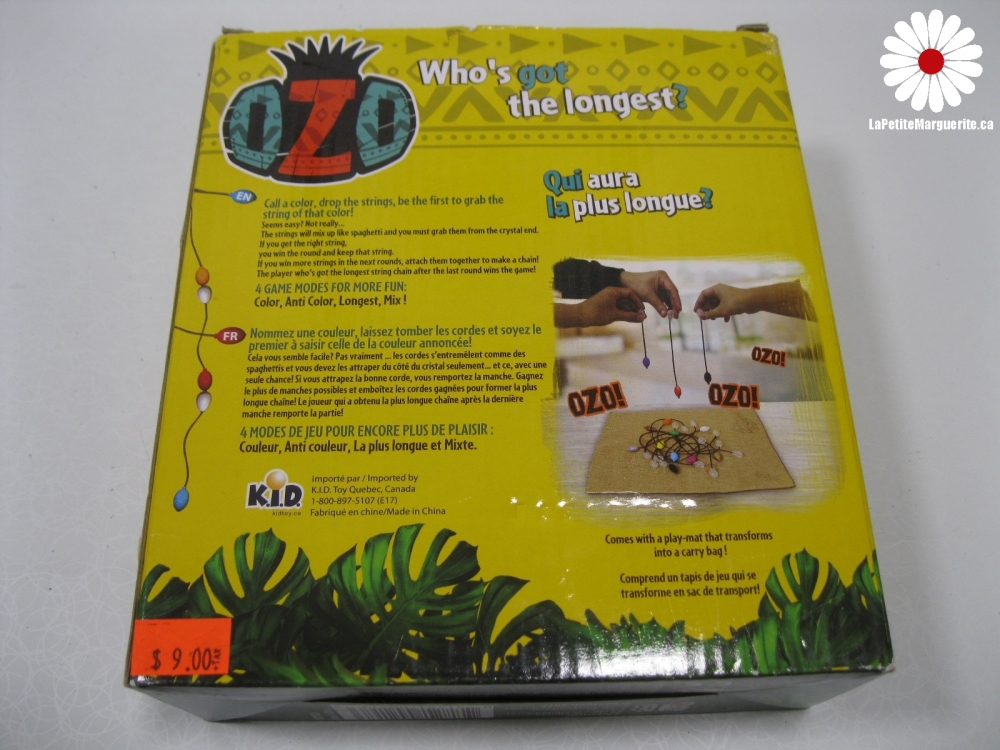 LaPetiteMarguerite.ca
OZO
Who's got
the longest?
Qui aura
la plus longue?
EN
Call a color, drop the strings, be the first to grab the
string of that color!
Seems easy? Not really...
The strings will mix up like spaghetti and you must grab them from the crystal end.
If you get the right string,
you win the round and keep that string.
If you win more strings in the next rounds, attach them together to make a chain!
The player who's got the longest string chain after the last round wins the game!
4 GAME MODES FOR MORE FUN:
Color, Anti Color, Longest, Mix !
FR
Nommez une couleur, laissez tomber les cordes et soyez le
premier à saisir celle de la couleur annoncée!
Cela vous semble facile? Pas vraiment ... les cordes s'entremêlent comme des
spaghettis et vous devez les attraper du côté du cristal seulement... et ce, avec une
seule chance! Si vous attrapez la bonne corde, vous remportez la manche. Gagnez
le plus de manches possibles et emboîtez les cordes gagnées pour former la plus
longue chaîne! Le joueur qui a obtenu la plus longue chaîne après la dernière
manche remporte la partie!
4 MODES DE JEU POUR ENCORE PLUS DE PLAISIR :
Couleur, Anti couleur, La plus longue et Mixte.
OZO!
OZO!
OZO!
K.I.D.
kidtoy.ca
Importé par / Imported by
K.I.D. Toy Quebec, Canada
1-800-897-5107 (E17)
Fabriqué en chine/Made in China
Comes with a play-mat that transforms
into a carry bag !
Comprend un tapis de jeu qui se
transforme en sac de transport!
$ 9.00 +TAX